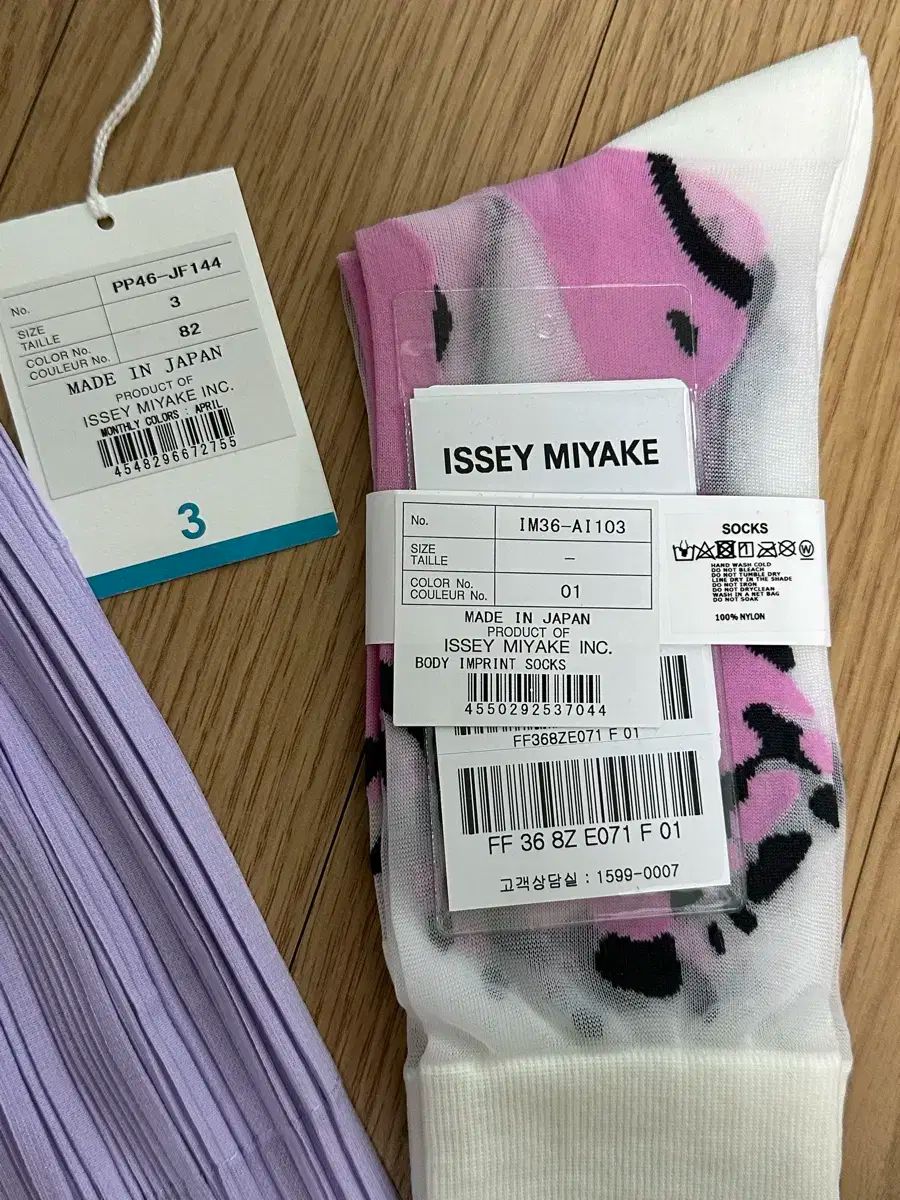 No. PP46-JF144
SIZE
TAILLE 3
COLOR No.
COULEUR No. 82
MADE IN JAPAN
PRODUCT OF
ISSEY MIYAKE INC.
MONTHLY COLORS : APRIL
4548296672755
3
ISSEY MIYAKE
No. IM36-AI103
SIZE
TAILLE –
COLOR No.
COULEUR No. 01
MADE IN JAPAN
PRODUCT OF
ISSEY MIYAKE INC.
BODY IMPRINT SOCKS
4550292537044
SOCKS
HAND WASH COLD
DO NOT BLEACH
DO NOT TUMBLE DRY
LINE DRY IN THE SHADE
DO NOT IRON
DO NOT DRYCLEAN
WASH IN A NET BAG
DO NOT SOAK
100% NYLON
FF368ZE071 F 01
FF 36 8Z E071 F 01
고객상담실 : 1599-0007